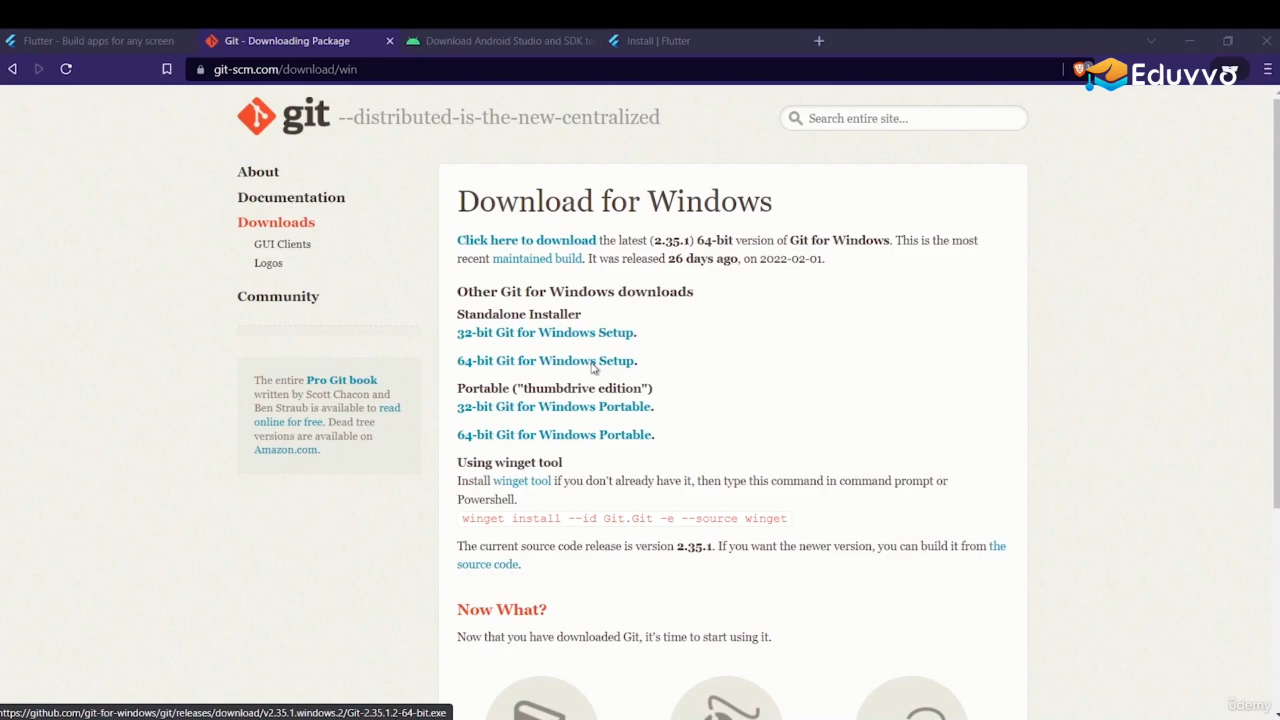 Flutter - Build apps for any screen
Git - Downloading Package
Download Android Studio and SDK to
Install | Flutter
git-scm.com/download/win
Eduvvo
git --distributed-is-the-new-centralized
Search entire site...
About
Documentation
Downloads
GUI Clients
Logos
Community
The entire Pro Git book
written by Scott Chacon and
Ben Straub is available to read
online for free. Dead tree
versions are available on
Amazon.com.
Download for Windows
Click here to download the latest (2.35.1) 64-bit version of Git for Windows. This is the most
recent maintained build. It was released 26 days ago, on 2022-02-01.
Other Git for Windows downloads
Standalone Installer
32-bit Git for Windows Setup.
64-bit Git for Windows Setup.
Portable ("thumbdrive edition")
32-bit Git for Windows Portable.
64-bit Git for Windows Portable.
Using winget tool
Install winget tool if you don't already have it, then type this command in command prompt or
Powershell.
winget install --id Git.Git -e --source winget
The current source code release is version 2.35.1. If you want the newer version, you can build it from the
source code.
Now What?
Now that you have downloaded Git, it's time to start using it.
https://github.com/git-for-windows/git/releases/download/v2.35.1.windows.2/Git-2.35.1.2-64-bit.exe
ûdemy